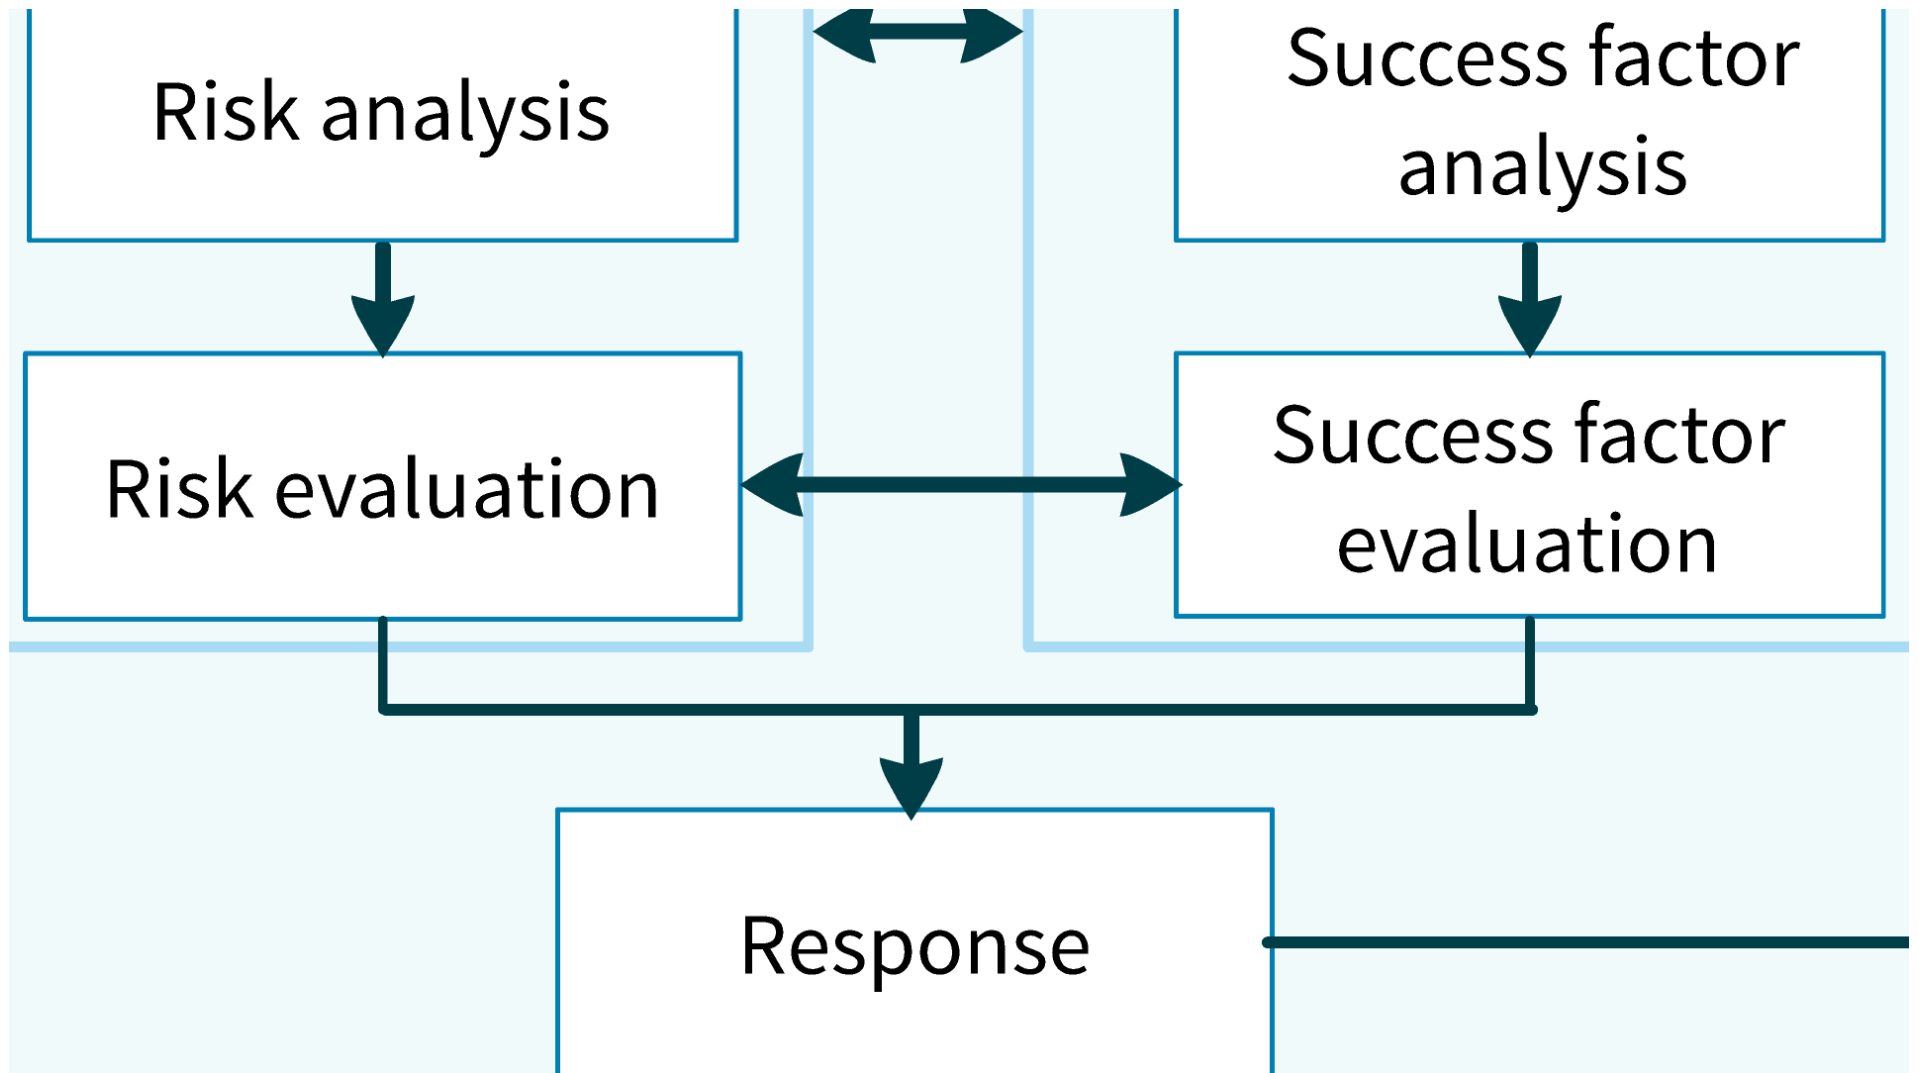 Risk analysis
Success factor
analysis
Risk evaluation
Success factor
evaluation
Response